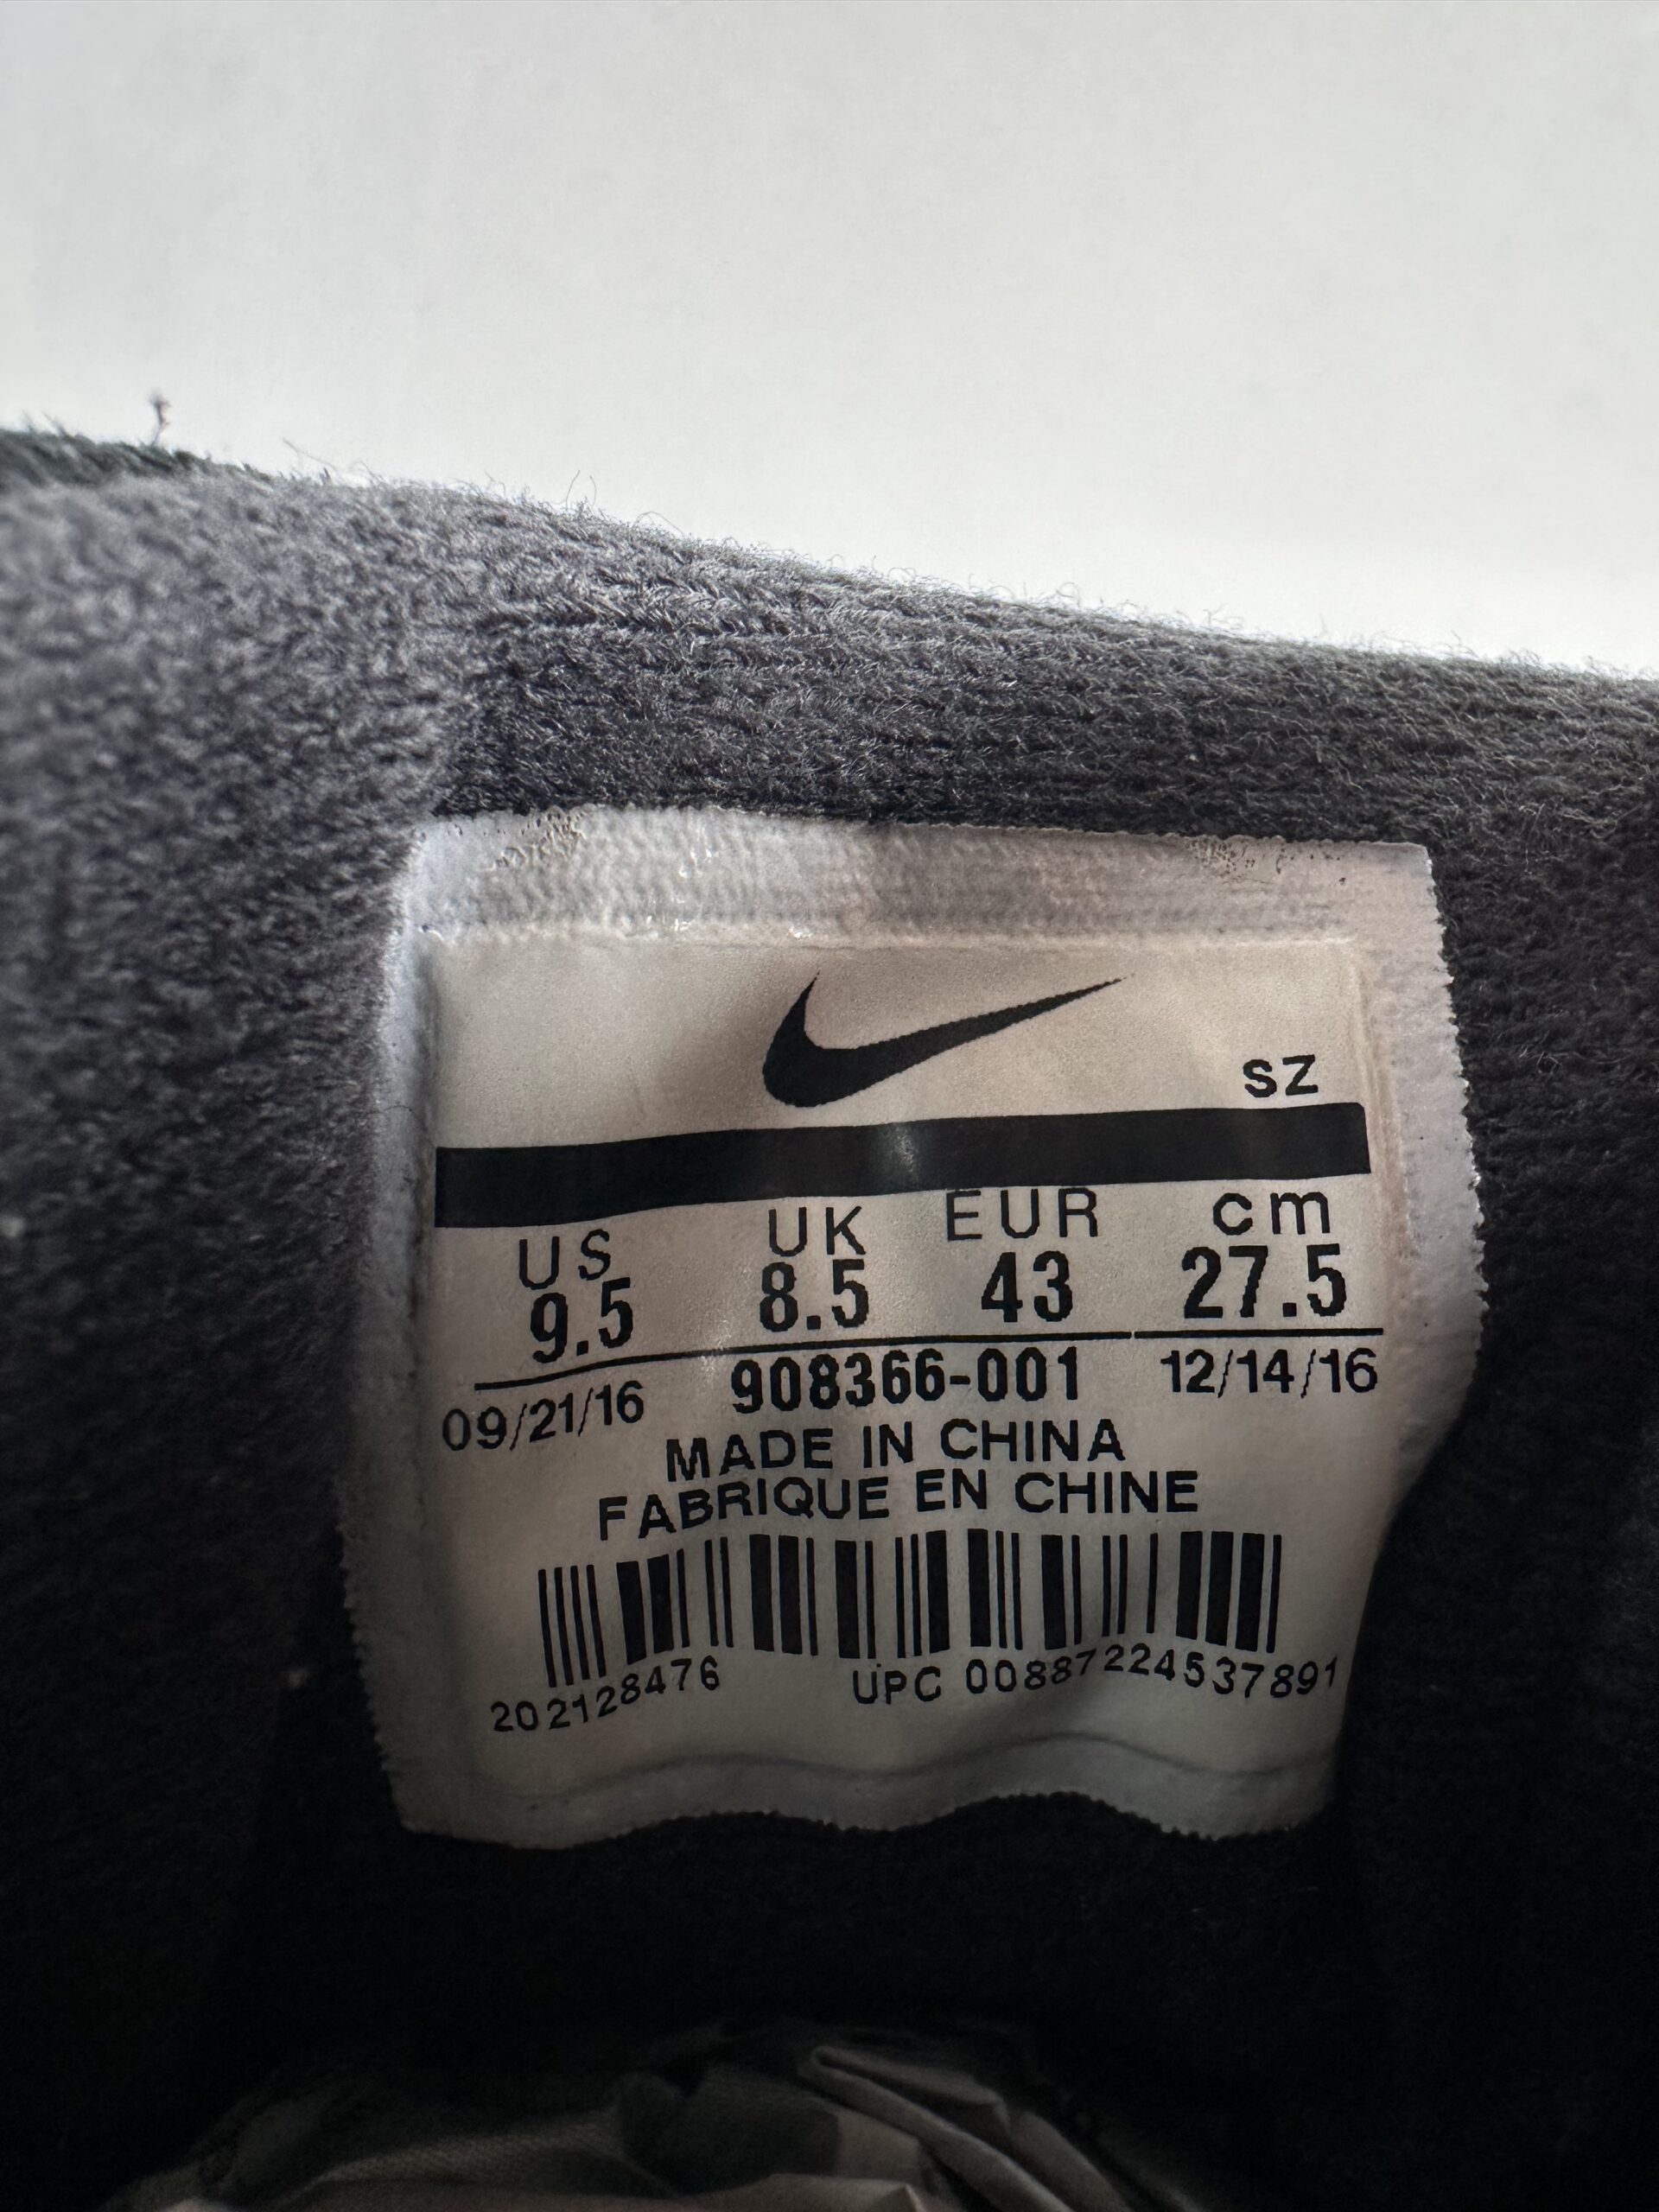 SZ
US UK EUR cm
9.5 8.5 43 27.5
09/21/16 908366-001 12/14/16
MADE IN CHINA
FABRIQUE EN CHINE
202128476 UPC 00887224537891